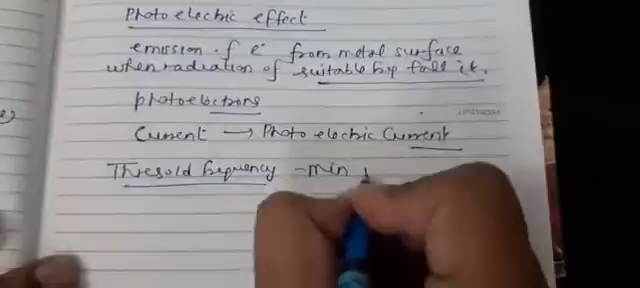 Photoelectric effect
emission of e⁻ from metal surface
when radiation of suitable fall it.
photoelectrons
Current → Photo electric Current
Thresold frequency - min